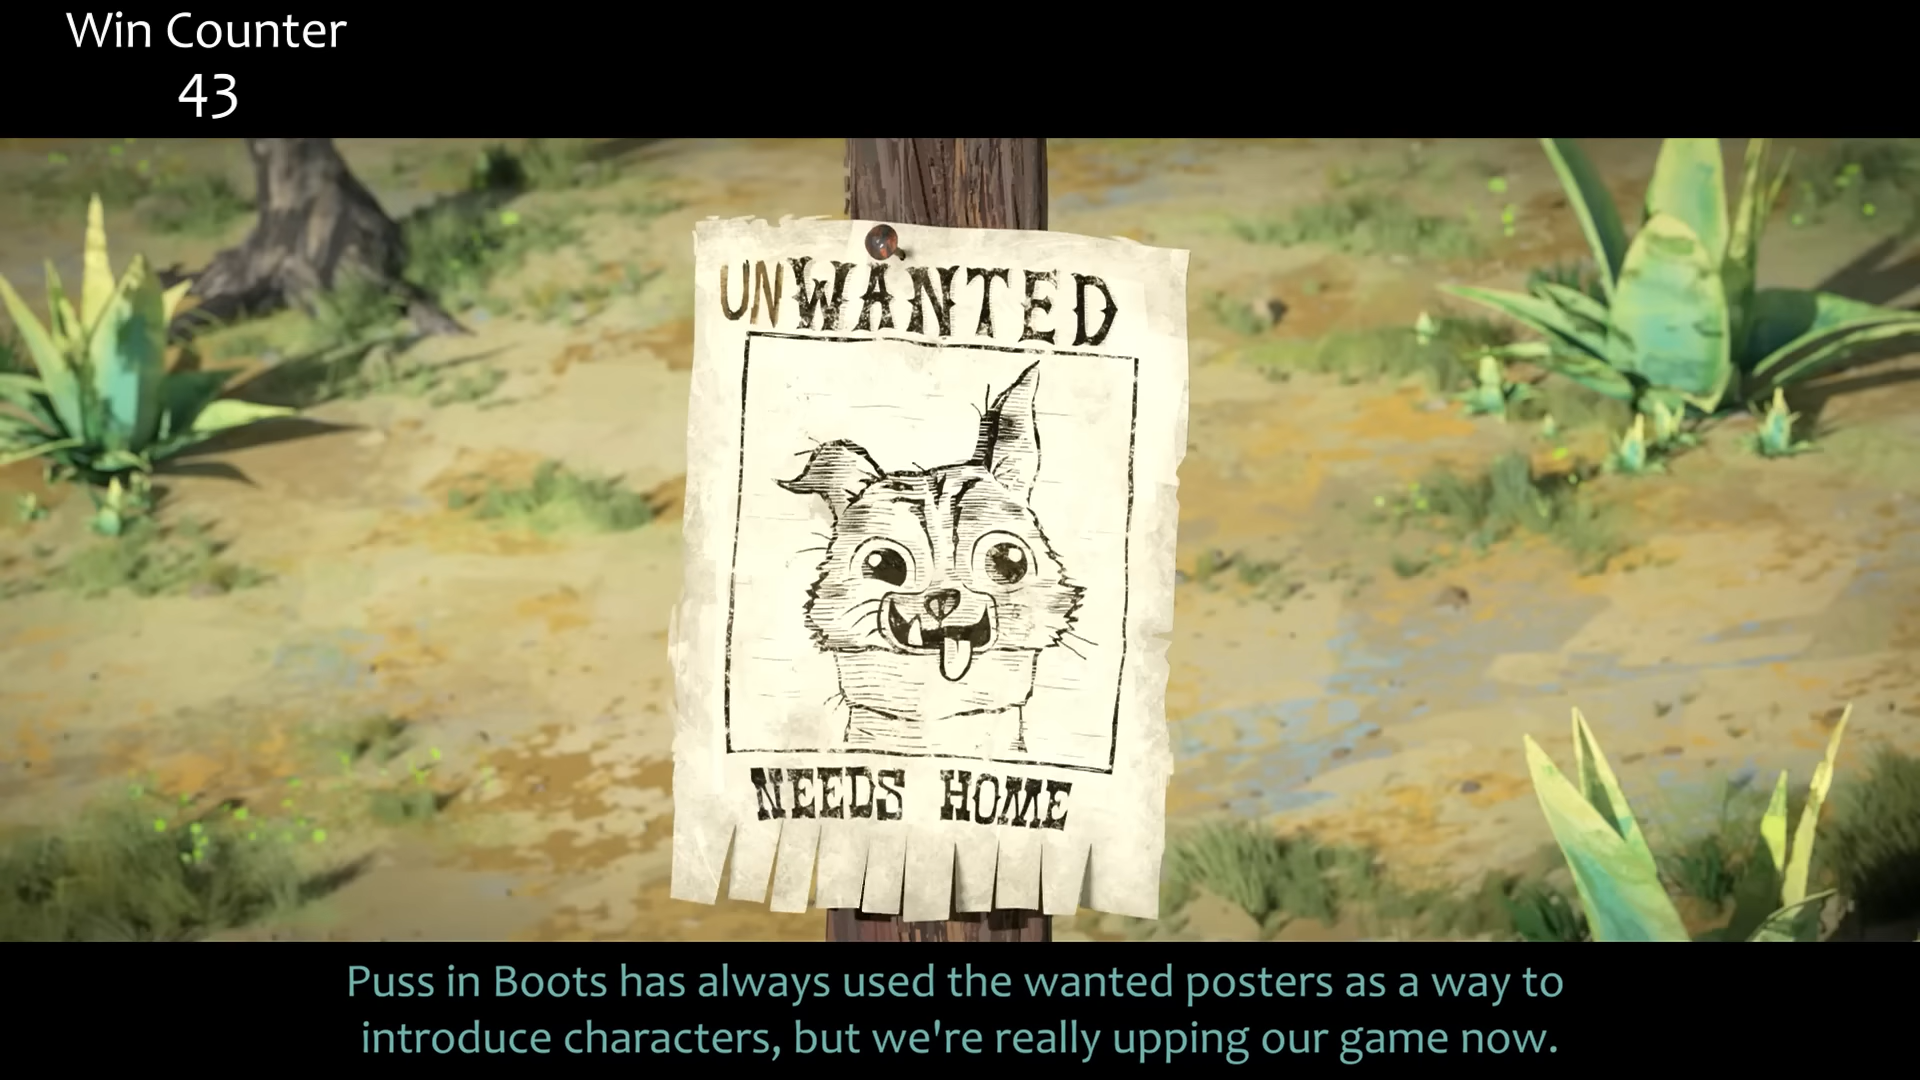 Win Counter
43
UNWANTED
NEEDS HOME
Puss in Boots has always used the wanted posters as a way to
introduce characters, but we're really upping our game now.